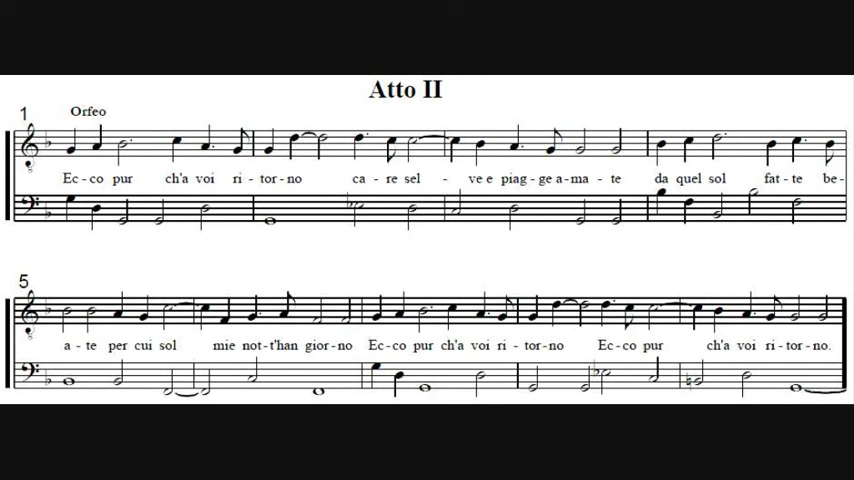 Atto II
1
Orfeo
Ec-co pur ch'a voi ri-tor-no ca-re sel-ve e piag-ge a-ma-te da quel sol fat-te be-
5
a-te per cui sol mie nott'han gior-no Ec-co pur ch'a voi ri-tor-no Ec-co pur ch'a voi ri-tor-no.